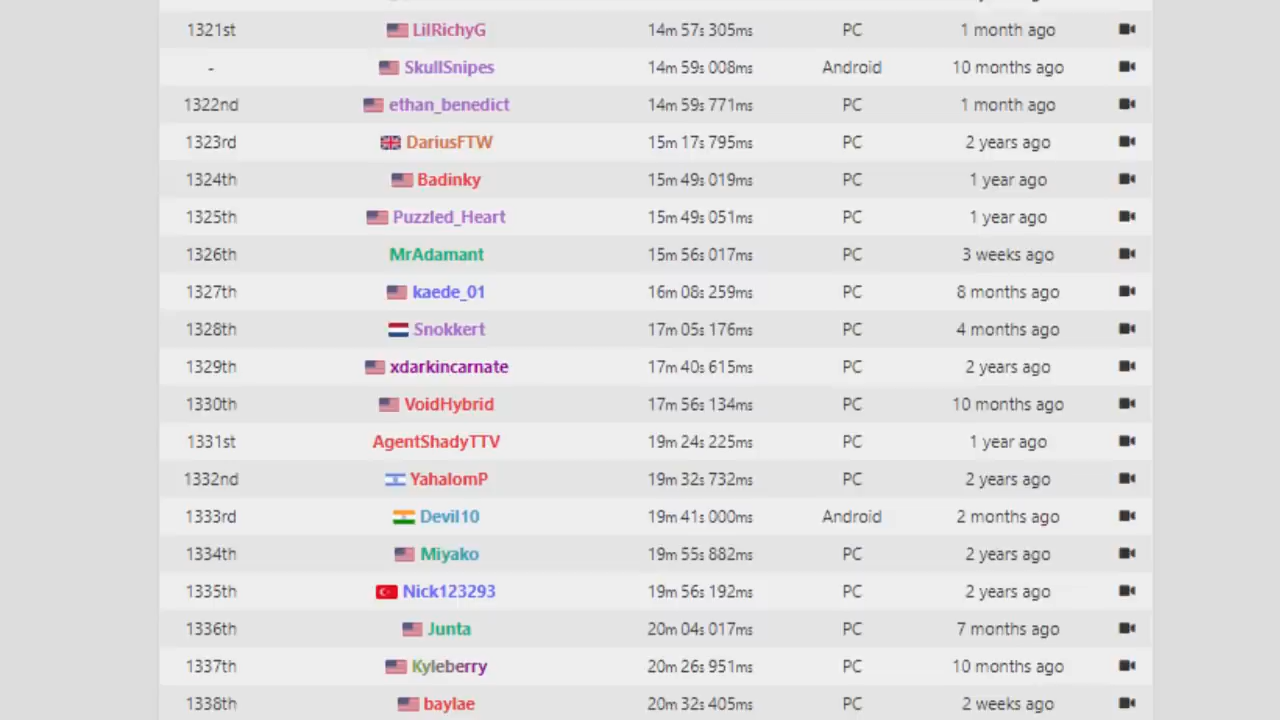 1321st LilRichyG 14m 57s 305ms PC 1 month ago
- SkullSnipes 14m 59s 008ms Android 10 months ago
1322nd ethan_benedict 14m 59s 771ms PC 1 month ago
1323rd DariusFTW 15m 17s 795ms PC 2 years ago
1324th Badinky 15m 49s 019ms PC 1 year ago
1325th Puzzled_Heart 15m 49s 051ms PC 1 year ago
1326th MrAdamant 15m 56s 017ms PC 3 weeks ago
1327th kaede_01 16m 08s 259ms PC 8 months ago
1328th Snokkert 17m 05s 176ms PC 4 months ago
1329th xdarkincarnate 17m 40s 615ms PC 2 years ago
1330th VoidHybrid 17m 56s 134ms PC 10 months ago
1331st AgentShadyTTV 19m 24s 225ms PC 1 year ago
1332nd YahalomP 19m 32s 732ms PC 2 years ago
1333rd Devil10 19m 41s 000ms Android 2 months ago
1334th Miyako 19m 55s 882ms PC 2 years ago
1335th Nick123293 19m 56s 192ms PC 2 years ago
1336th Junta 20m 04s 017ms PC 7 months ago
1337th Kyleberry 20m 26s 951ms PC 10 months ago
1338th baylae 20m 32s 405ms PC 2 weeks ago